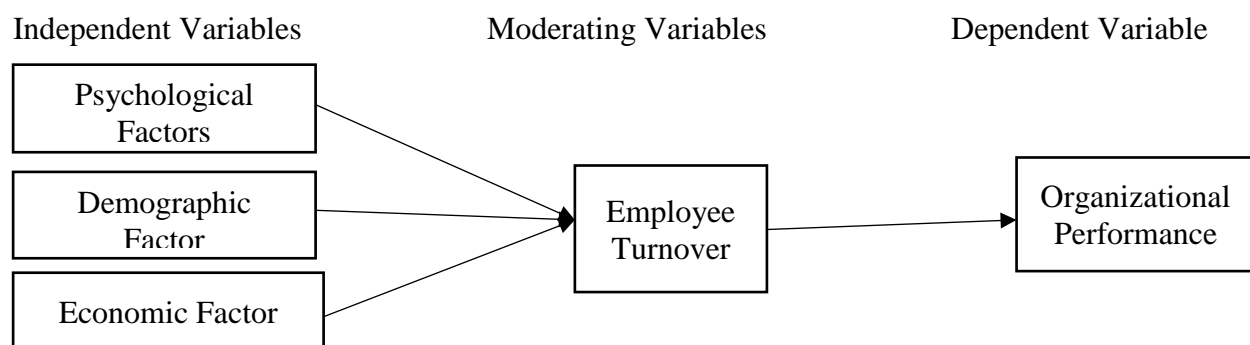 Independent Variables
Moderating Variables
Dependent Variable
Psychological
Factors
Demographic
Factor
Economic Factor
Employee
Turnover
Organizational
Performance